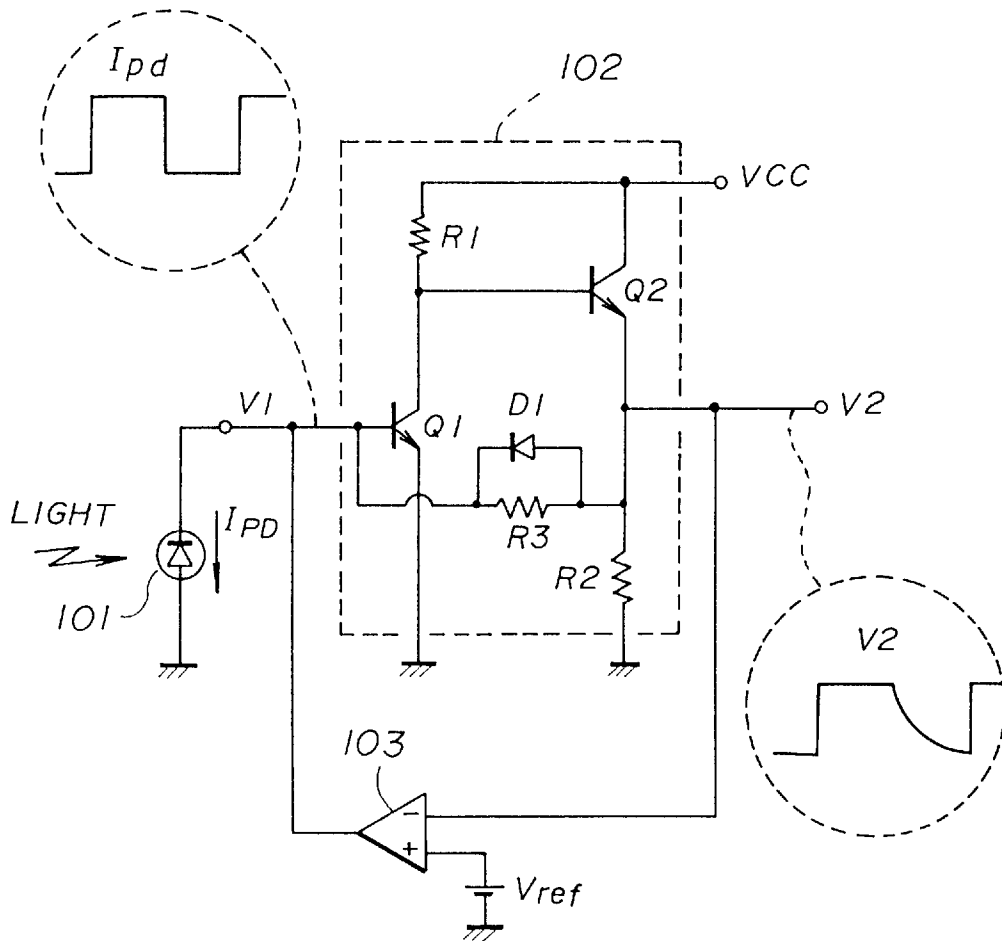 Ipd
102
VCC
R1
Q2
V1
Q1
D1
V2
LIGHT
IPD
R3
101
R2
V2
103
−
+
Vref